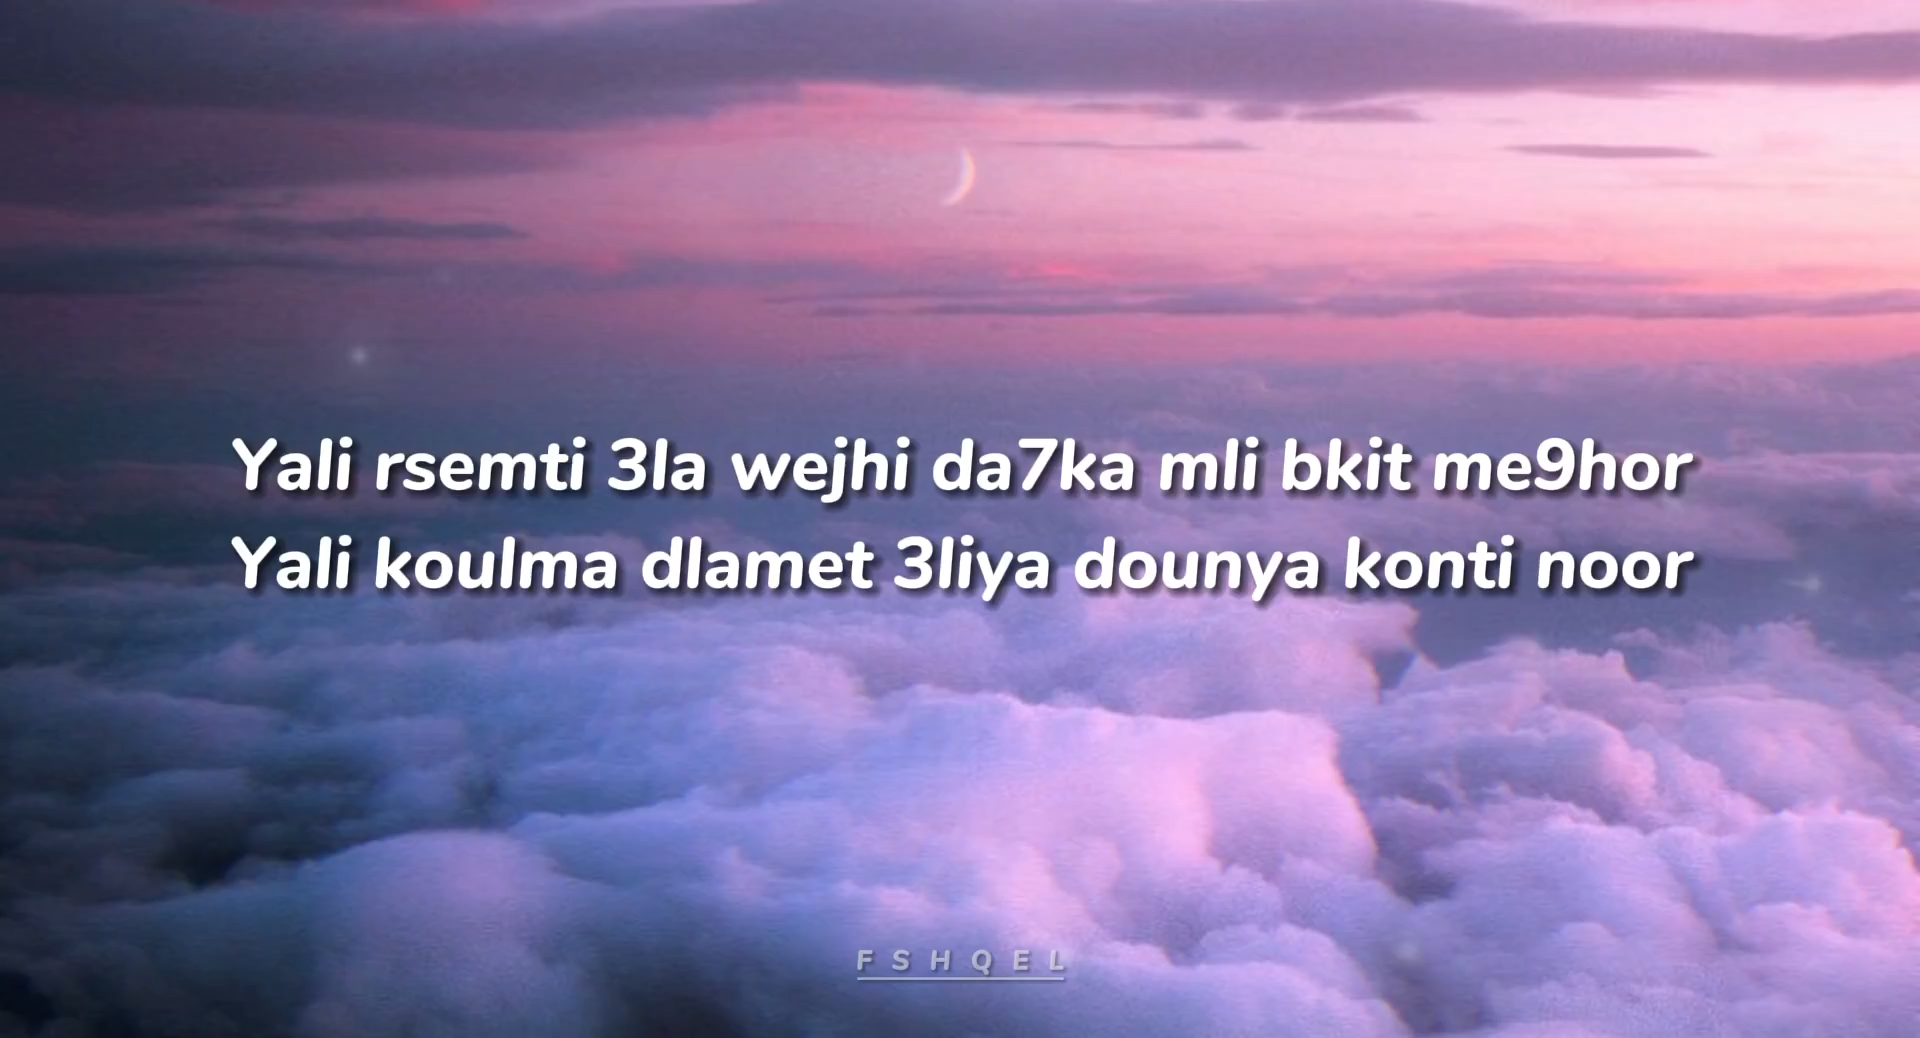 Yali rsemti 3la wejhi da7ka mli bkit me9hor
Yali koulma dlamet 3liya dounya konti noor
FSHQEL